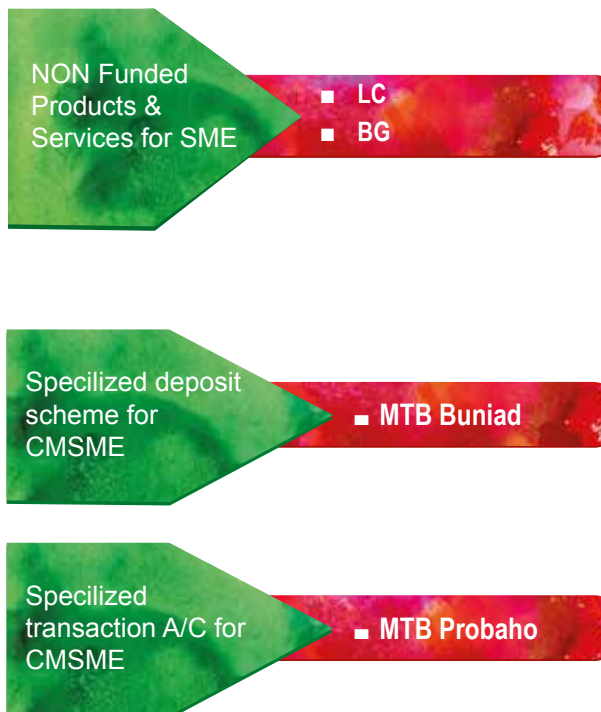 NON Funded
Products &
Services for SME
▪ LC
▪ BG
Specilized deposit
scheme for
CMSME
▪ MTB Buniad
Specilized
transaction A/C for
CMSME
▪ MTB Probaho